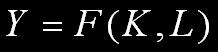 Y = F(K, L)